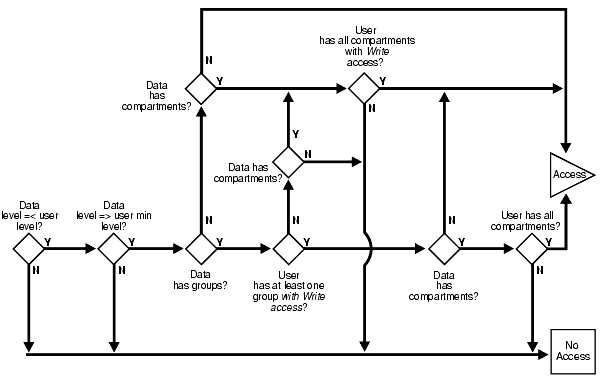 User
has all compartments
with Write
access?
N
Y
Y
N
Data
has
compartments?
Y
N
Data has
compartments?
Access
Data
level =< user
level?
Data
level => user min
level?
User has all
compartments?
N
N
N
Y
Y
Y
Y
Y
Y
N
N
N
Data
has groups?
User
has at least one
group with Write
access?
Data
has
compartments?
No
Access